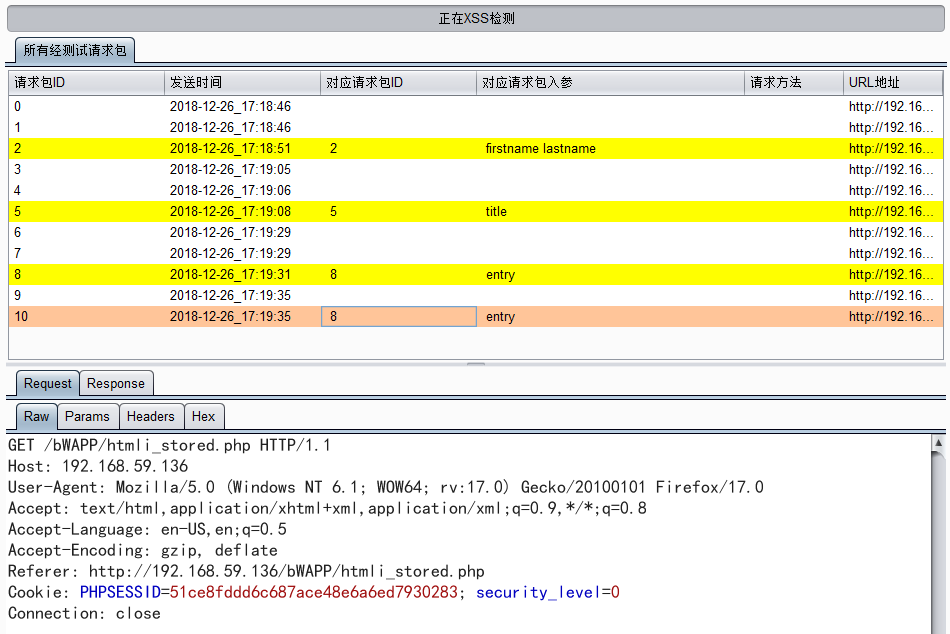 正在XSS检测
所有经测试请求包
请求包ID 发送时间 对应请求包ID 对应请求包入参 请求方法 URL地址
0 2018-12-26_17:18:46 http://192.16...
1 2018-12-26_17:18:46 http://192.16...
2 2018-12-26_17:18:51 2 firstname lastname http://192.16...
3 2018-12-26_17:19:05 http://192.16...
4 2018-12-26_17:19:06 http://192.16...
5 2018-12-26_17:19:08 5 title http://192.16...
6 2018-12-26_17:19:29 http://192.16...
7 2018-12-26_17:19:29 http://192.16...
8 2018-12-26_17:19:31 8 entry http://192.16...
9 2018-12-26_17:19:35 http://192.16...
10 2018-12-26_17:19:35 8 entry http://192.16...
Request Response
Raw Params Headers Hex
GET /bWAPP/htmli_stored.php HTTP/1.1
Host: 192.168.59.136
User-Agent: Mozilla/5.0 (Windows NT 6.1; WOW64; rv:17.0) Gecko/20100101 Firefox/17.0
Accept: text/html,application/xhtml+xml,application/xml;q=0.9,*/*;q=0.8
Accept-Language: en-US,en;q=0.5
Accept-Encoding: gzip, deflate
Referer: http://192.168.59.136/bWAPP/htmli_stored.php
Cookie: PHPSESSID=51ce8fddd6c687ace48e6a6ed7930283; security_level=0
Connection: close